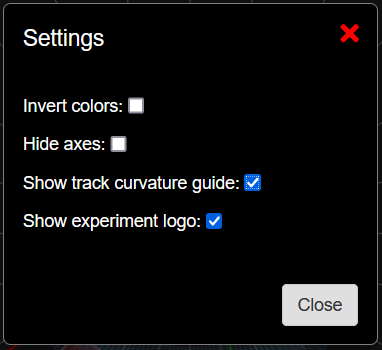 Settings
Invert colors:
Hide axes:
Show track curvature guide:
Show experiment logo:
Close